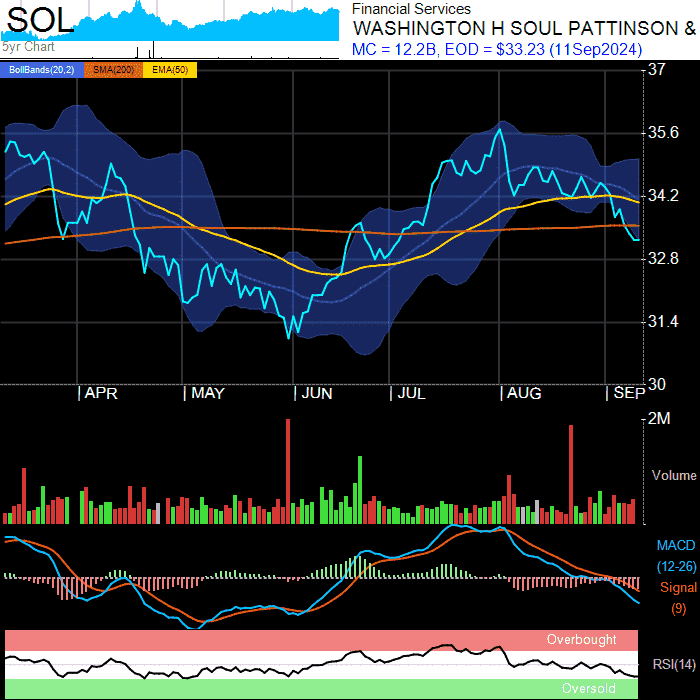 SOL
5yr Chart
Financial Services
WASHINGTON H SOUL PATTINSON &
MC = 12.2B, EOD = $33.23 (11Sep2024)
BollBands(20,2) SMA(200) EMA(50)
37
35.6
34.2
32.8
31.4
30
APR MAY JUN JUL AUG SEP
2M
Volume
MACD
(12-26)
Signal
(9)
Overbought
RSI(14)
Oversold